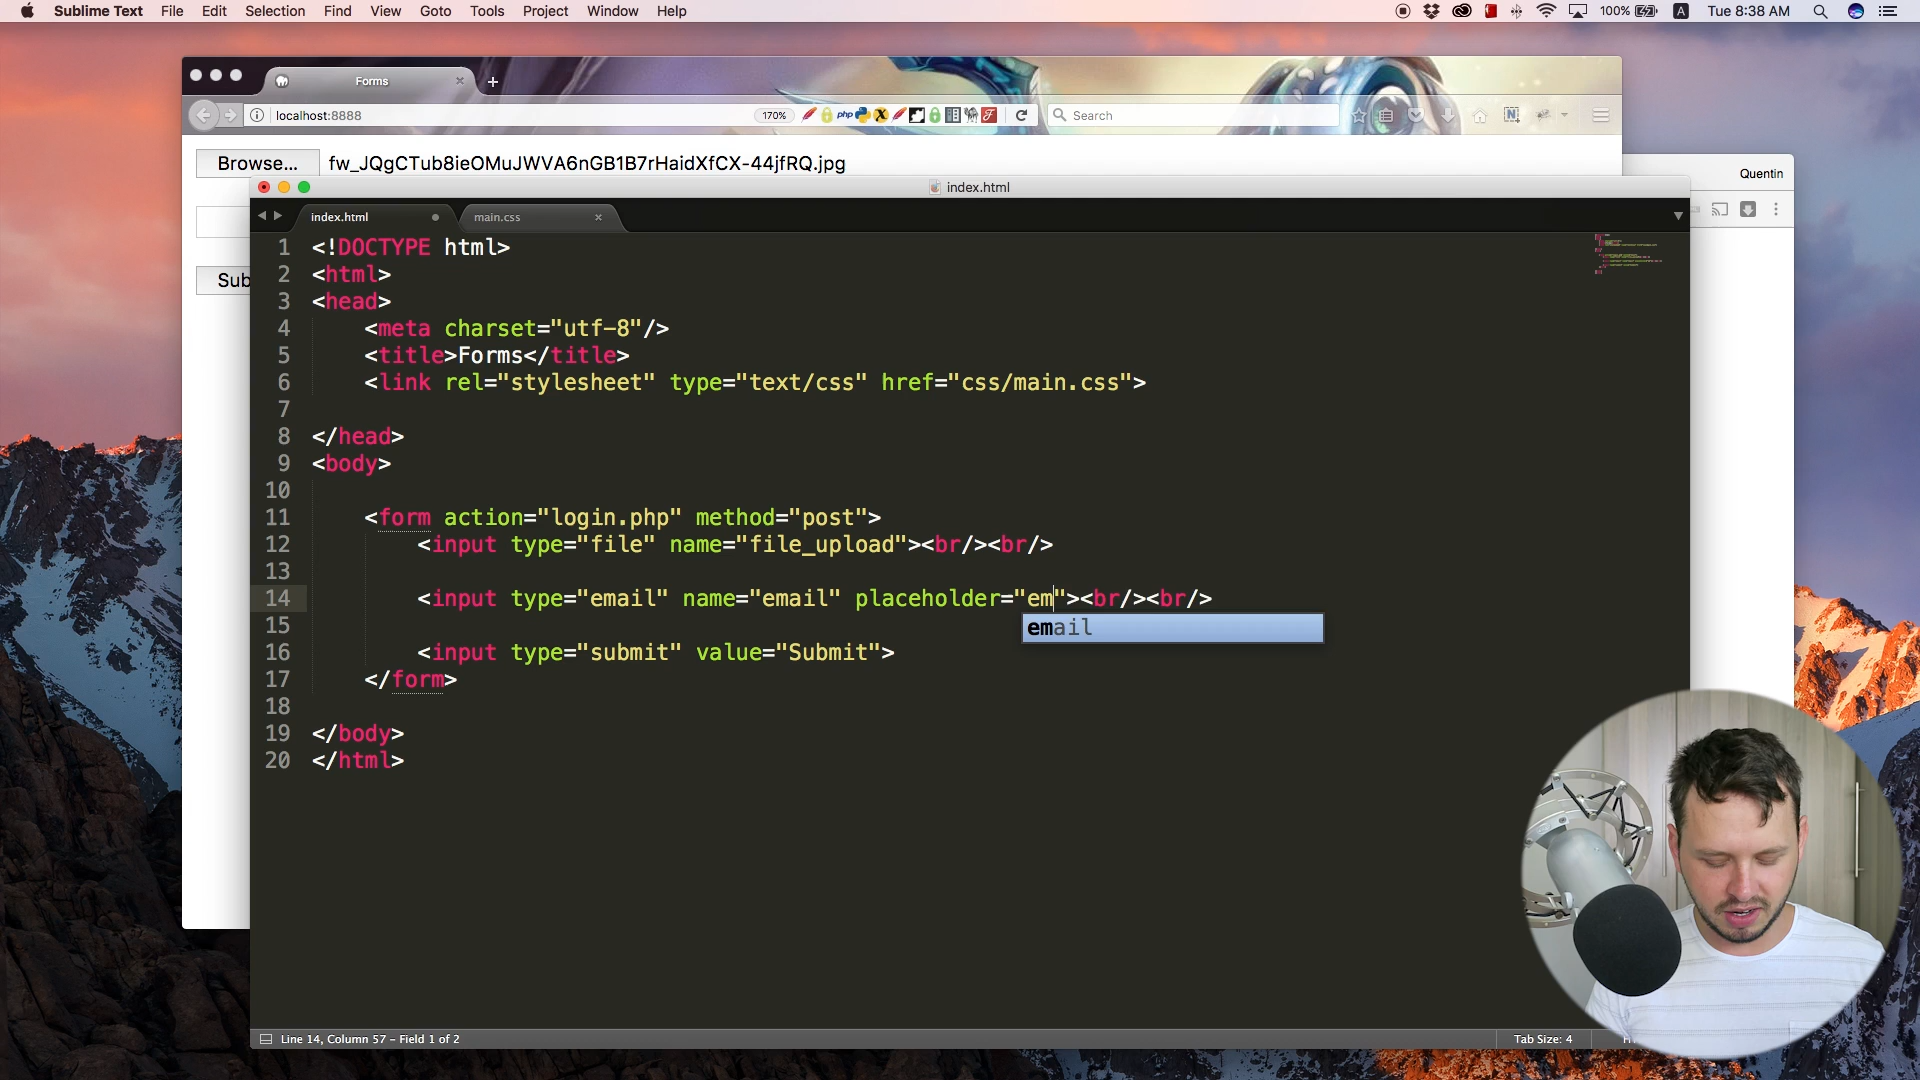 Sublime Text File Edit Selection Find View Goto Tools Project Window Help 100% A Tue 8:38 AM
Forms
localhost:8888 170% php Search
Browse... fw_JQgCTub8ieOMuJWVA6nGB1B7rHaidXfCX-44jfRQ.jpg
Quentin
index.html
index.html main.css
Sub
1 <!DOCTYPE html>
2 <html>
3 <head>
4 <meta charset="utf-8"/>
5 <title>Forms</title>
6 <link rel="stylesheet" type="text/css" href="css/main.css">
7
8 </head>
9 <body>
10
11 <form action="login.php" method="post">
12 <input type="file" name="file_upload"><br/><br/>
13
14 <input type="email" name="email" placeholder="em"><br/><br/>
email
15
16 <input type="submit" value="Submit">
17 </form>
18
19 </body>
20 </html>
Line 14, Column 57 – Field 1 of 2 Tab Size: 4